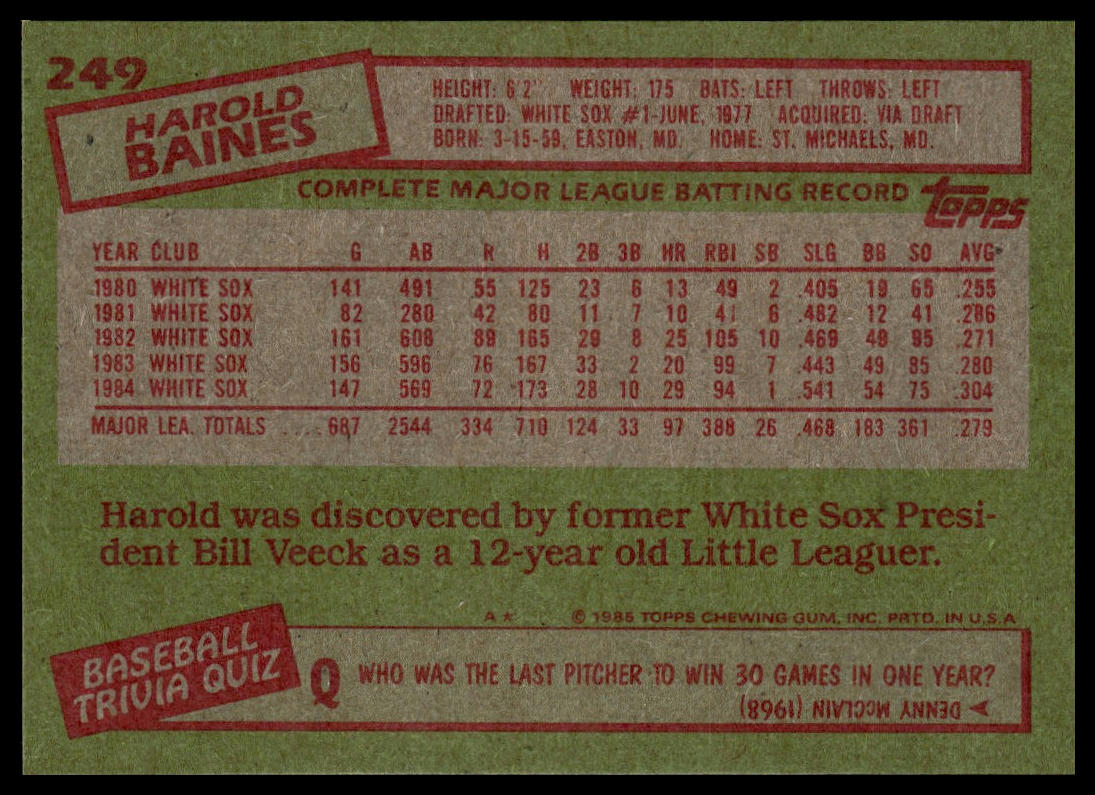 249
HAROLD
BAINES
HEIGHT: 6'2" WEIGHT: 175 BATS: LEFT THROWS: LEFT
DRAFTED: WHITE SOX #1-JUNE, 1977 ACQUIRED: VIA DRAFT
BORN: 3-15-59, EASTON, MD. HOME: ST. MICHAELS, MD.
COMPLETE MAJOR LEAGUE BATTING RECORD
TOPPS
YEAR CLUB G AB R H 2B 3B HR RBI SB SLG BB SO AVG
1980 WHITE SOX 141 491 55 125 23 6 13 49 2 .405 19 65 .255
1981 WHITE SOX 82 280 42 80 11 7 10 41 6 .482 12 41 .286
1982 WHITE SOX 161 608 89 165 29 8 25 105 10 .469 49 95 .271
1983 WHITE SOX 156 596 76 167 33 2 20 99 7 .443 49 85 .280
1984 WHITE SOX 147 569 72 173 28 10 29 94 1 .541 54 75 .304
MAJOR LEA. TOTALS .... 687 2544 334 710 124 33 97 388 26 .468 183 361 .279
Harold was discovered by former White Sox Presi-
dent Bill Veeck as a 12-year old Little Leaguer.
A* © 1985 TOPPS CHEWING GUM, INC. PRTD. IN U.S.A
BASEBALL
TRIVIA QUIZ
Q WHO WAS THE LAST PITCHER TO WIN 30 GAMES IN ONE YEAR?
A DENNY MCCLAIN (1968)